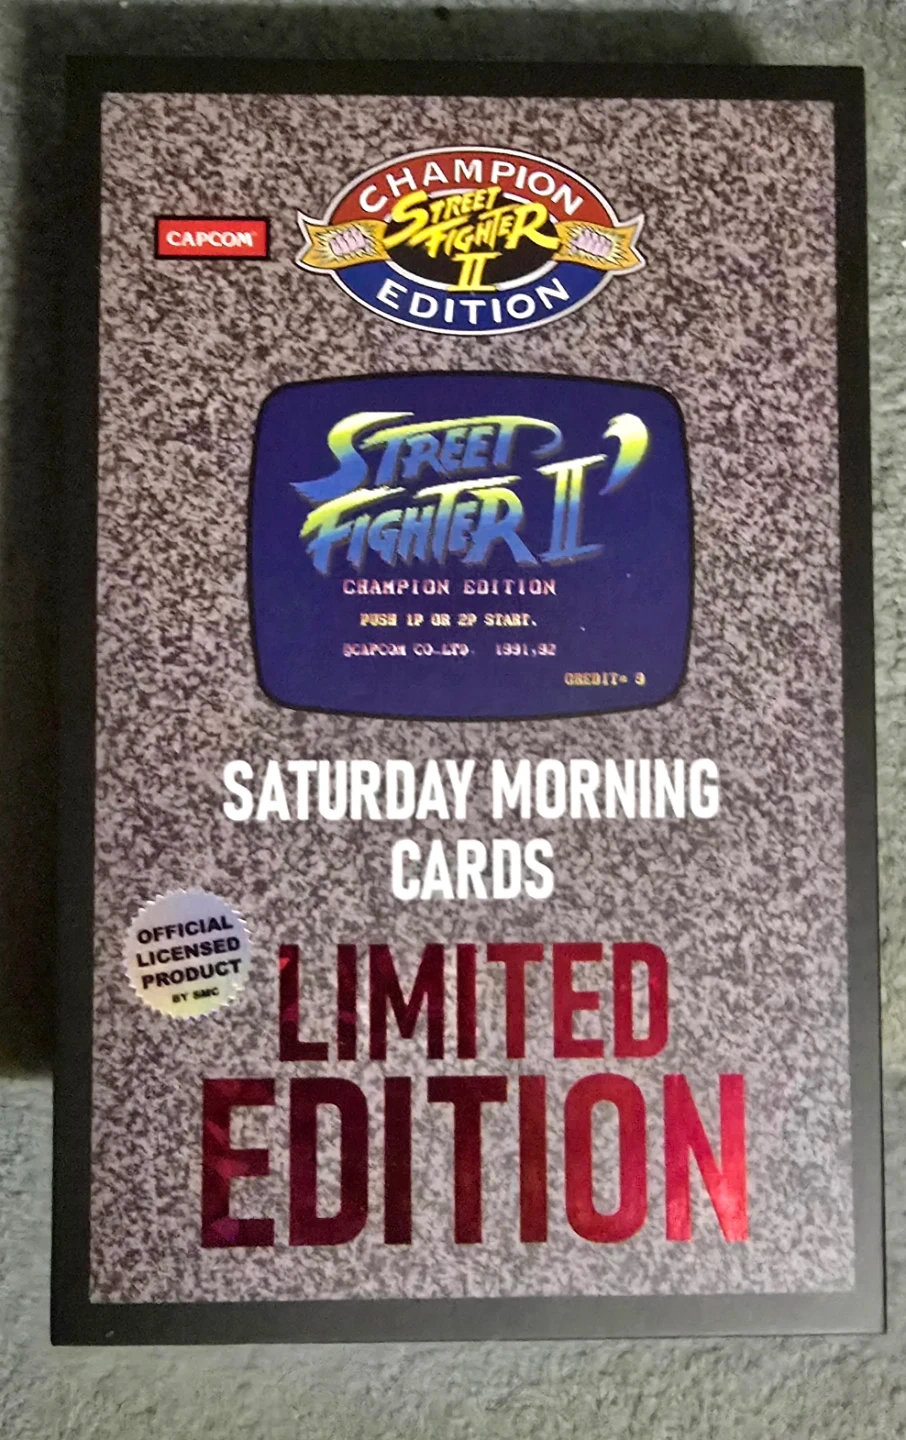 CHAMPION
CAPCOM
STREET
FIGHTER
II
EDITION
STREET
FIGHTER II'
CHAMPION EDITION
PUSH 1P OR 2P START.
©CAPCOM CO.LTD. 1991,92
CREDIT= 9
SATURDAY MORNING
CARDS
OFFICIAL
LICENSED
PRODUCT
BY SMC
LIMITED
EDITION